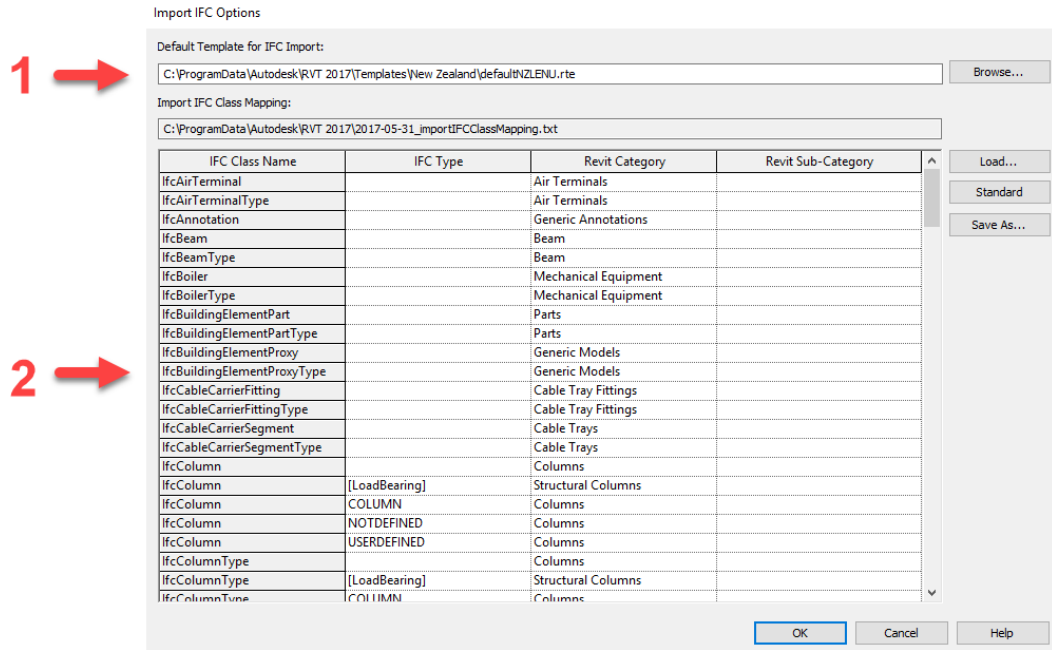 Import IFC Options
Default Template for IFC Import:
1
C:\ProgramData\Autodesk\RVT 2017\Templates\New Zealand\defaultNZLENU.rte Browse...
Import IFC Class Mapping:
C:\ProgramData\Autodesk\RVT 2017\2017-05-31_importIFCClassMapping.txt
IFC Class Name IFC Type Revit Category Revit Sub-Category Load...
IfcAirTerminal Air Terminals
IfcAirTerminalType Air Terminals Standard
IfcAnnotation Generic Annotations Save As...
IfcBeam Beam
IfcBeamType Beam
IfcBoiler Mechanical Equipment
IfcBoilerType Mechanical Equipment
IfcBuildingElementPart Parts
IfcBuildingElementPartType Parts
IfcBuildingElementProxy Generic Models
2 IfcBuildingElementProxyType Generic Models
IfcCableCarrierFitting Cable Tray Fittings
IfcCableCarrierFittingType Cable Tray Fittings
IfcCableCarrierSegment Cable Trays
IfcCableCarrierSegmentType Cable Trays
IfcColumn Columns
IfcColumn [LoadBearing] Structural Columns
IfcColumn COLUMN Columns
IfcColumn NOTDEFINED Columns
IfcColumn USERDEFINED Columns
IfcColumnType Columns
IfcColumnType [LoadBearing] Structural Columns
IfcColumnType COLUMN Columns
OK Cancel Help